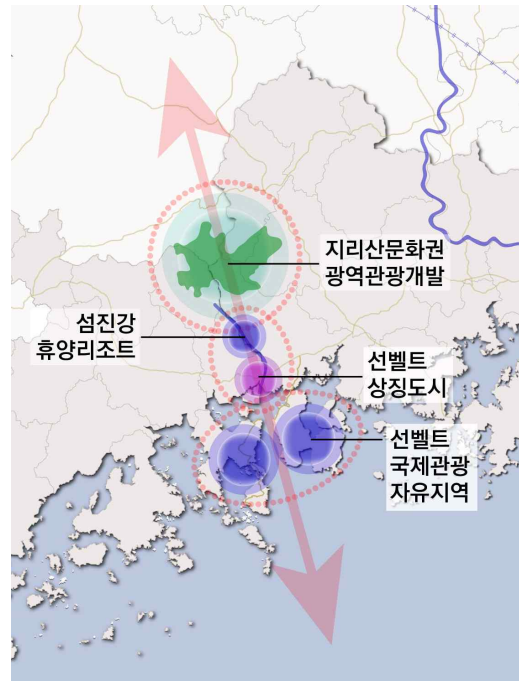 지리산문화권
광역관광개발
섬진강
휴양리조트
선벨트
상징도시
선벨트
국제관광
자유지역